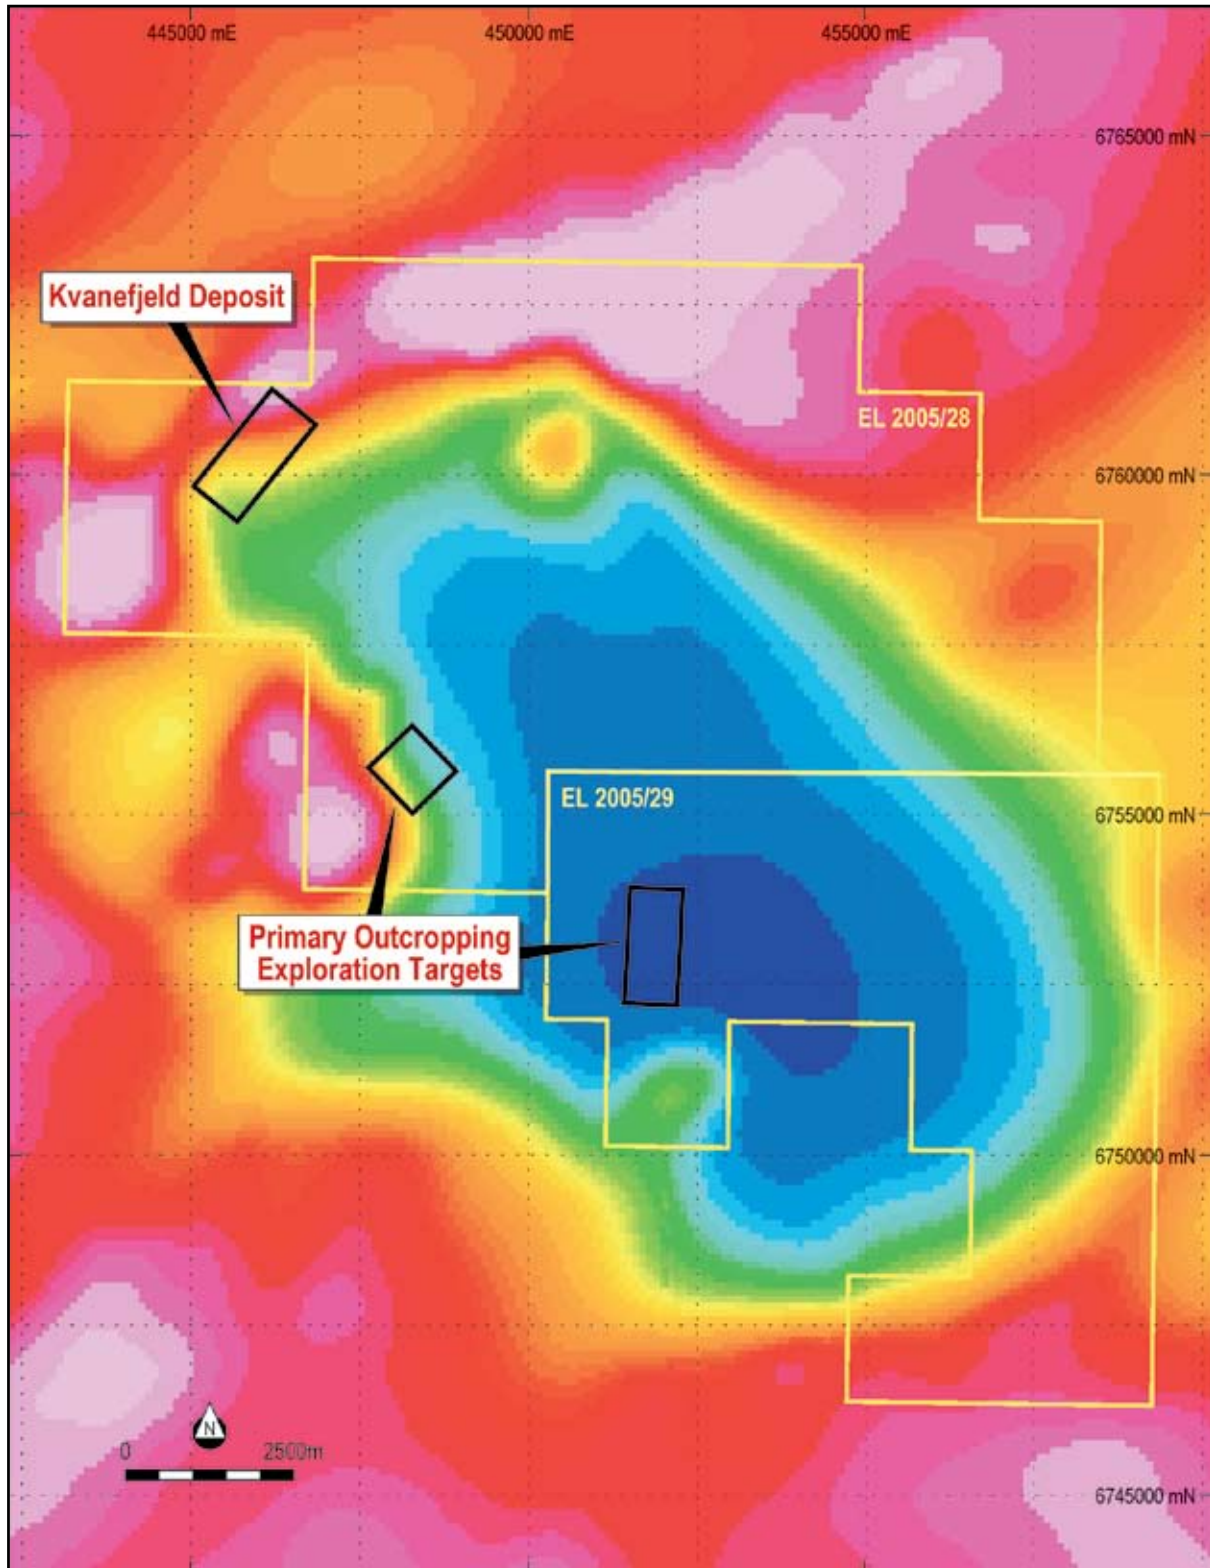 445000 mE
450000 mE
455000 mE
6765000 mN
Kvanefjeld Deposit
EL 2005/28
6760000 mN
EL 2005/29
6755000 mN
Primary Outcropping
Exploration Targets
6750000 mN
N
0
2500m
6745000 mN